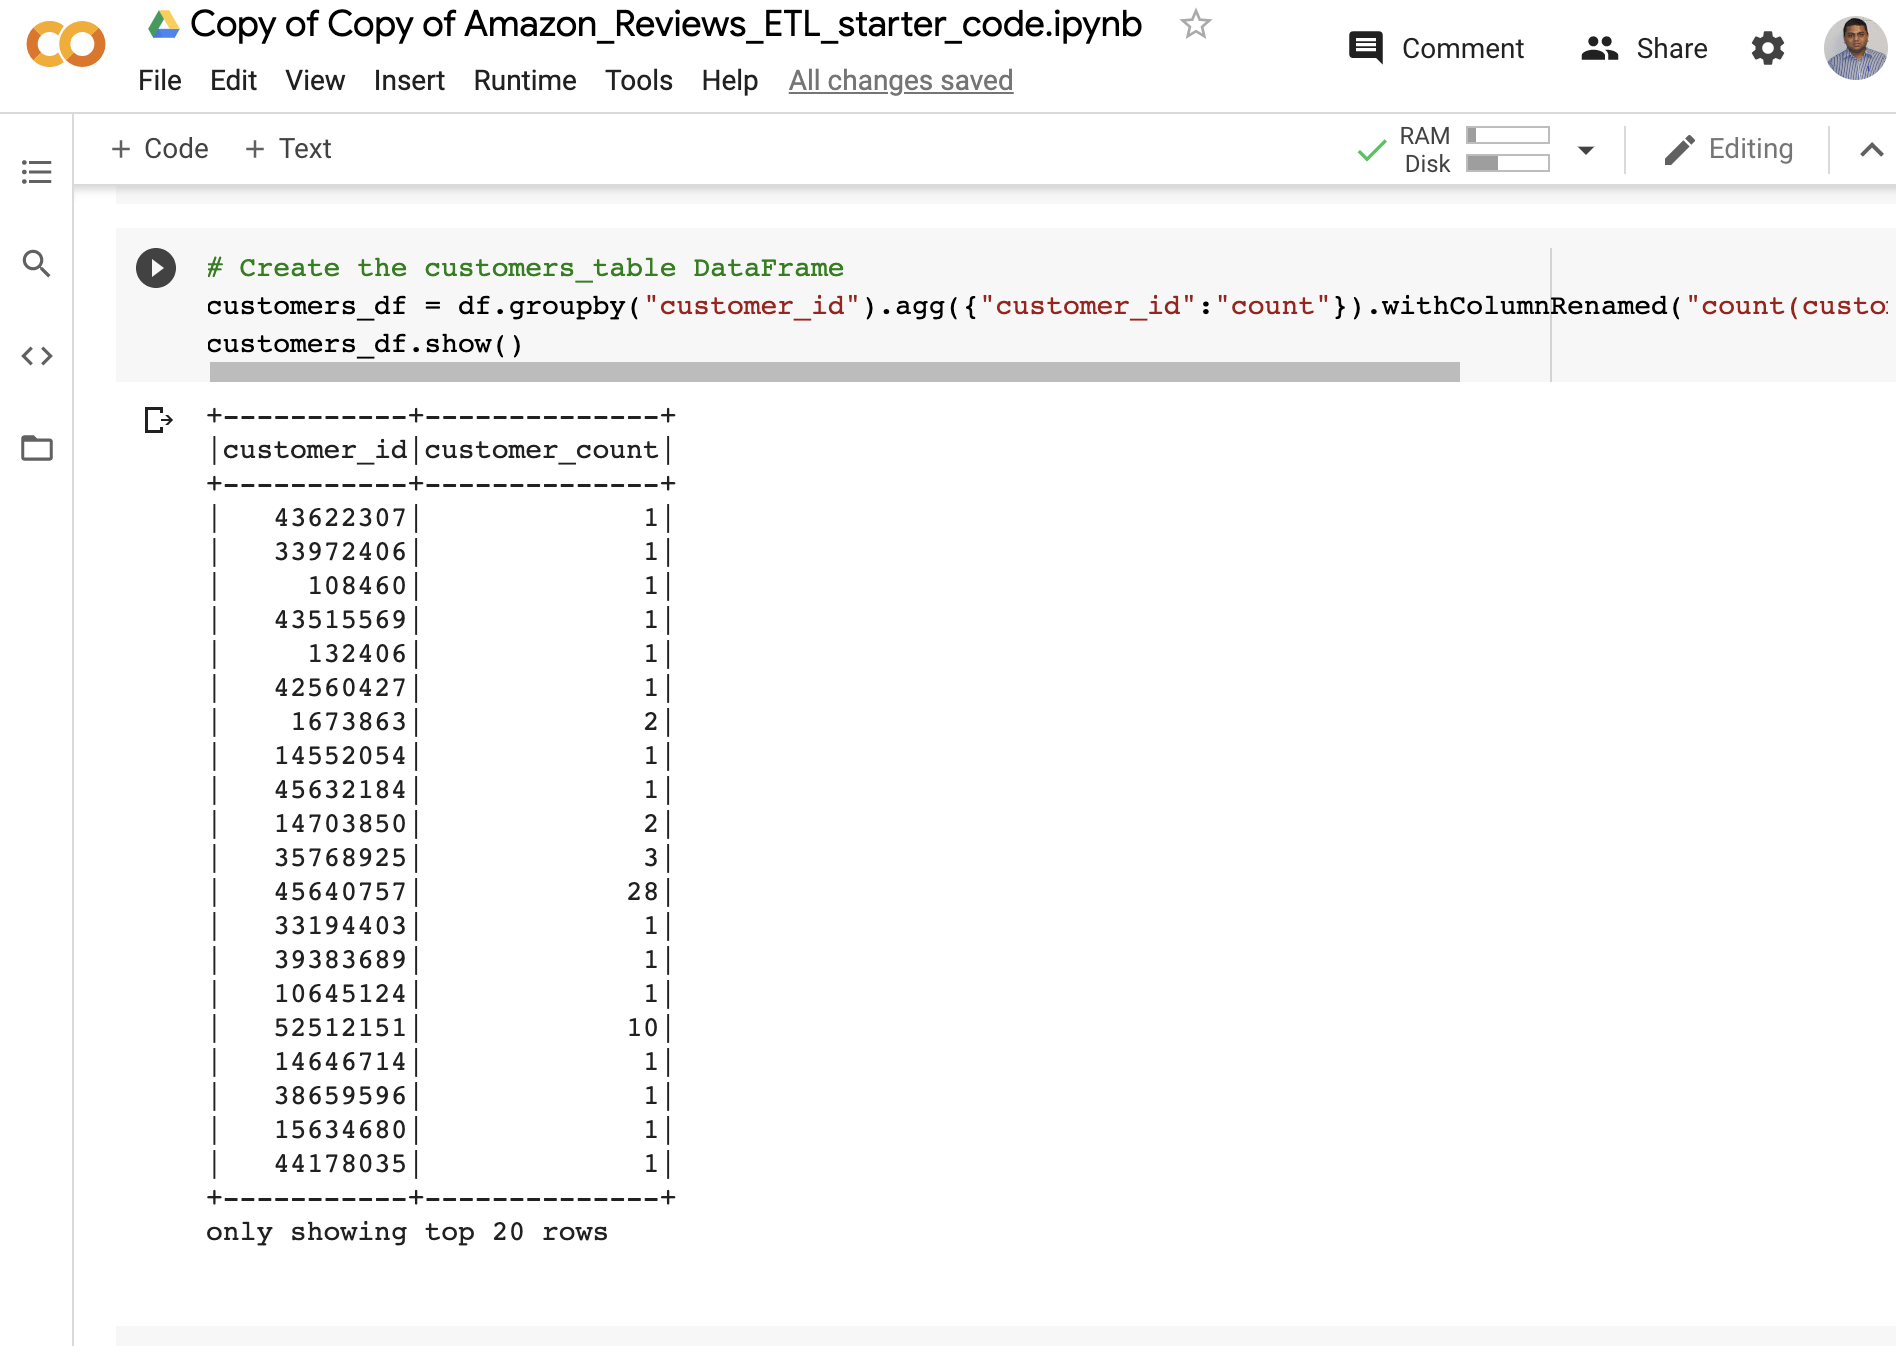 Copy of Copy of Amazon_Reviews_ETL_starter_code.ipynb
Comment Share
File Edit View Insert Runtime Tools Help All changes saved
+ Code + Text
RAM
Disk
Editing
# Create the customers_table DataFrame
customers_df = df.groupby("customer_id").agg({"customer_id":"count"}).withColumnRenamed("count(custo
customers_df.show()
+-----------+--------------+
|customer_id|customer_count|
+-----------+--------------+
|   43622307|             1|
|   33972406|             1|
|     108460|             1|
|   43515569|             1|
|     132406|             1|
|   42560427|             1|
|    1673863|             2|
|   14552054|             1|
|   45632184|             1|
|   14703850|             2|
|   35768925|             3|
|   45640757|            28|
|   33194403|             1|
|   39383689|             1|
|   10645124|             1|
|   52512151|            10|
|   14646714|             1|
|   38659596|             1|
|   15634680|             1|
|   44178035|             1|
+-----------+--------------+
only showing top 20 rows